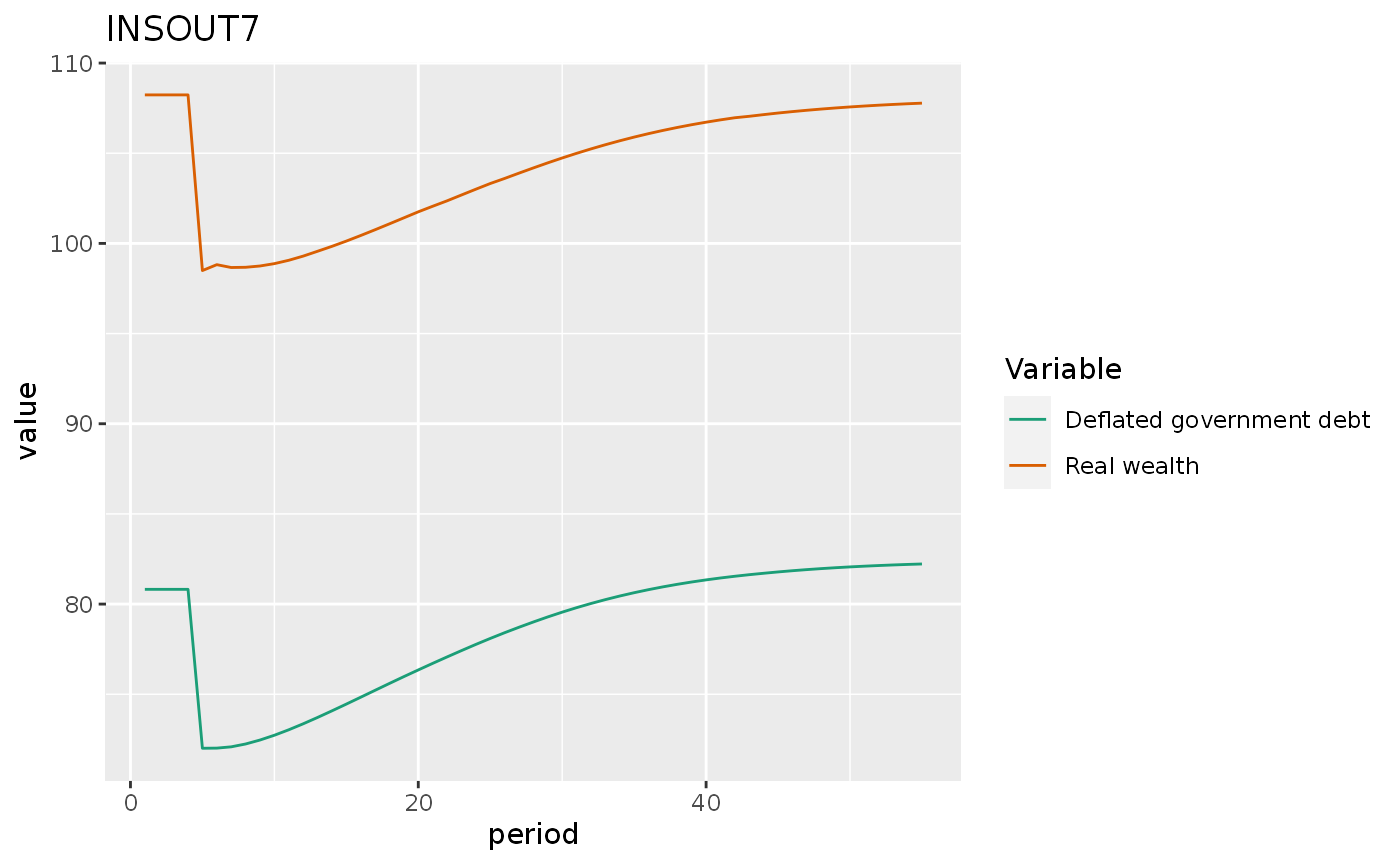 INSOUT7
110
100
90
80
value
0
20
40
period
Variable
Deflated government debt
Real wealth